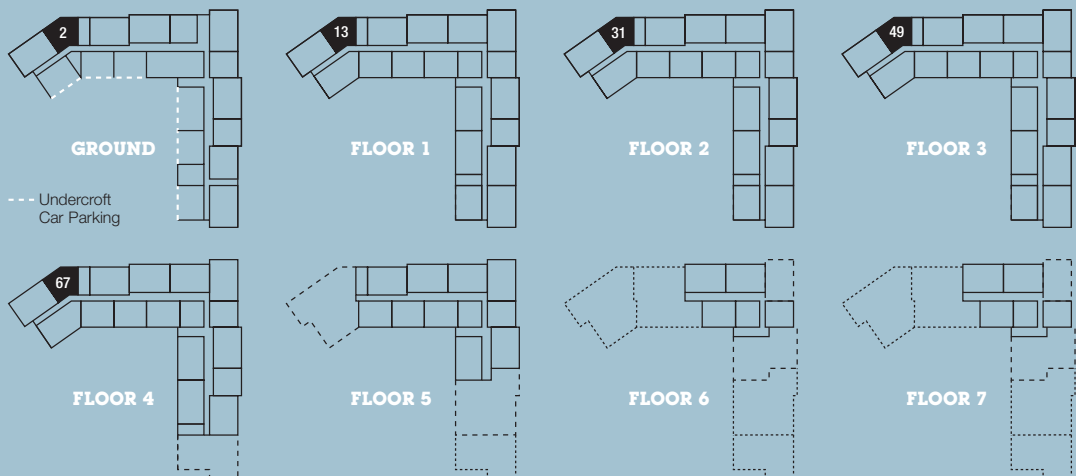 2
13
31
49
GROUND
FLOOR 1
FLOOR 2
FLOOR 3
Undercroft
Car Parking
67
FLOOR 4
FLOOR 5
FLOOR 6
FLOOR 7